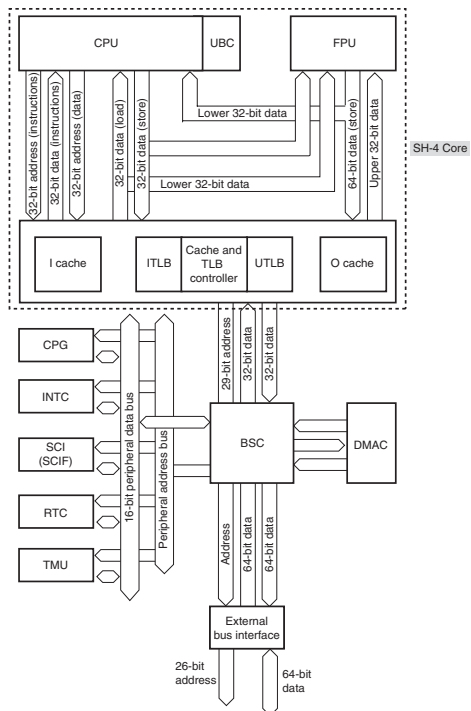 CPU
UBC
FPU
32-bit address (instructions)
32-bit data (instructions)
32-bit address (data)
32-bit data (load)
32-bit data (store)
Lower 32-bit data
Lower 32-bit data
64-bit data (store)
Upper 32-bit data
SH-4 Core
I cache
ITLB
Cache and
TLB
controller
UTLB
O cache
CPG
INTC
SCI
(SCIF)
RTC
TMU
16-bit peripheral data bus
Peripheral address bus
29-bit address
32-bit data
32-bit data
BSC
DMAC
Address
64-bit data
64-bit data
External
bus interface
26-bit
address
64-bit
data